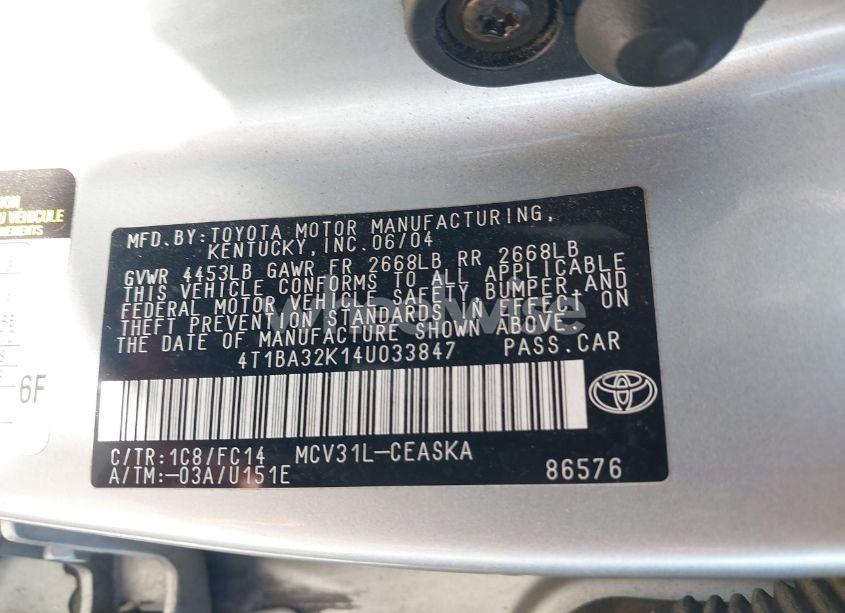 MFD. BY: TOYOTA MOTOR MANUFACTURING,
KENTUCKY, INC. 06/04
GVWR 4453LB GAWR FR 2668LB RR 2668LB
THIS VEHICLE CONFORMS TO ALL APPLICABLE
FEDERAL MOTOR VEHICLE SAFETY, BUMPER, AND
THEFT PREVENTION STANDARDS IN EFFECT ON
THE DATE OF MANUFACTURE SHOWN ABOVE
4T1BA32K14U033847 PASS. CAR
C/TR: 1C8/FC14 MCV31L-CEASKA
A/TM:-03A/U151E 86576
VÉHICULE
6F